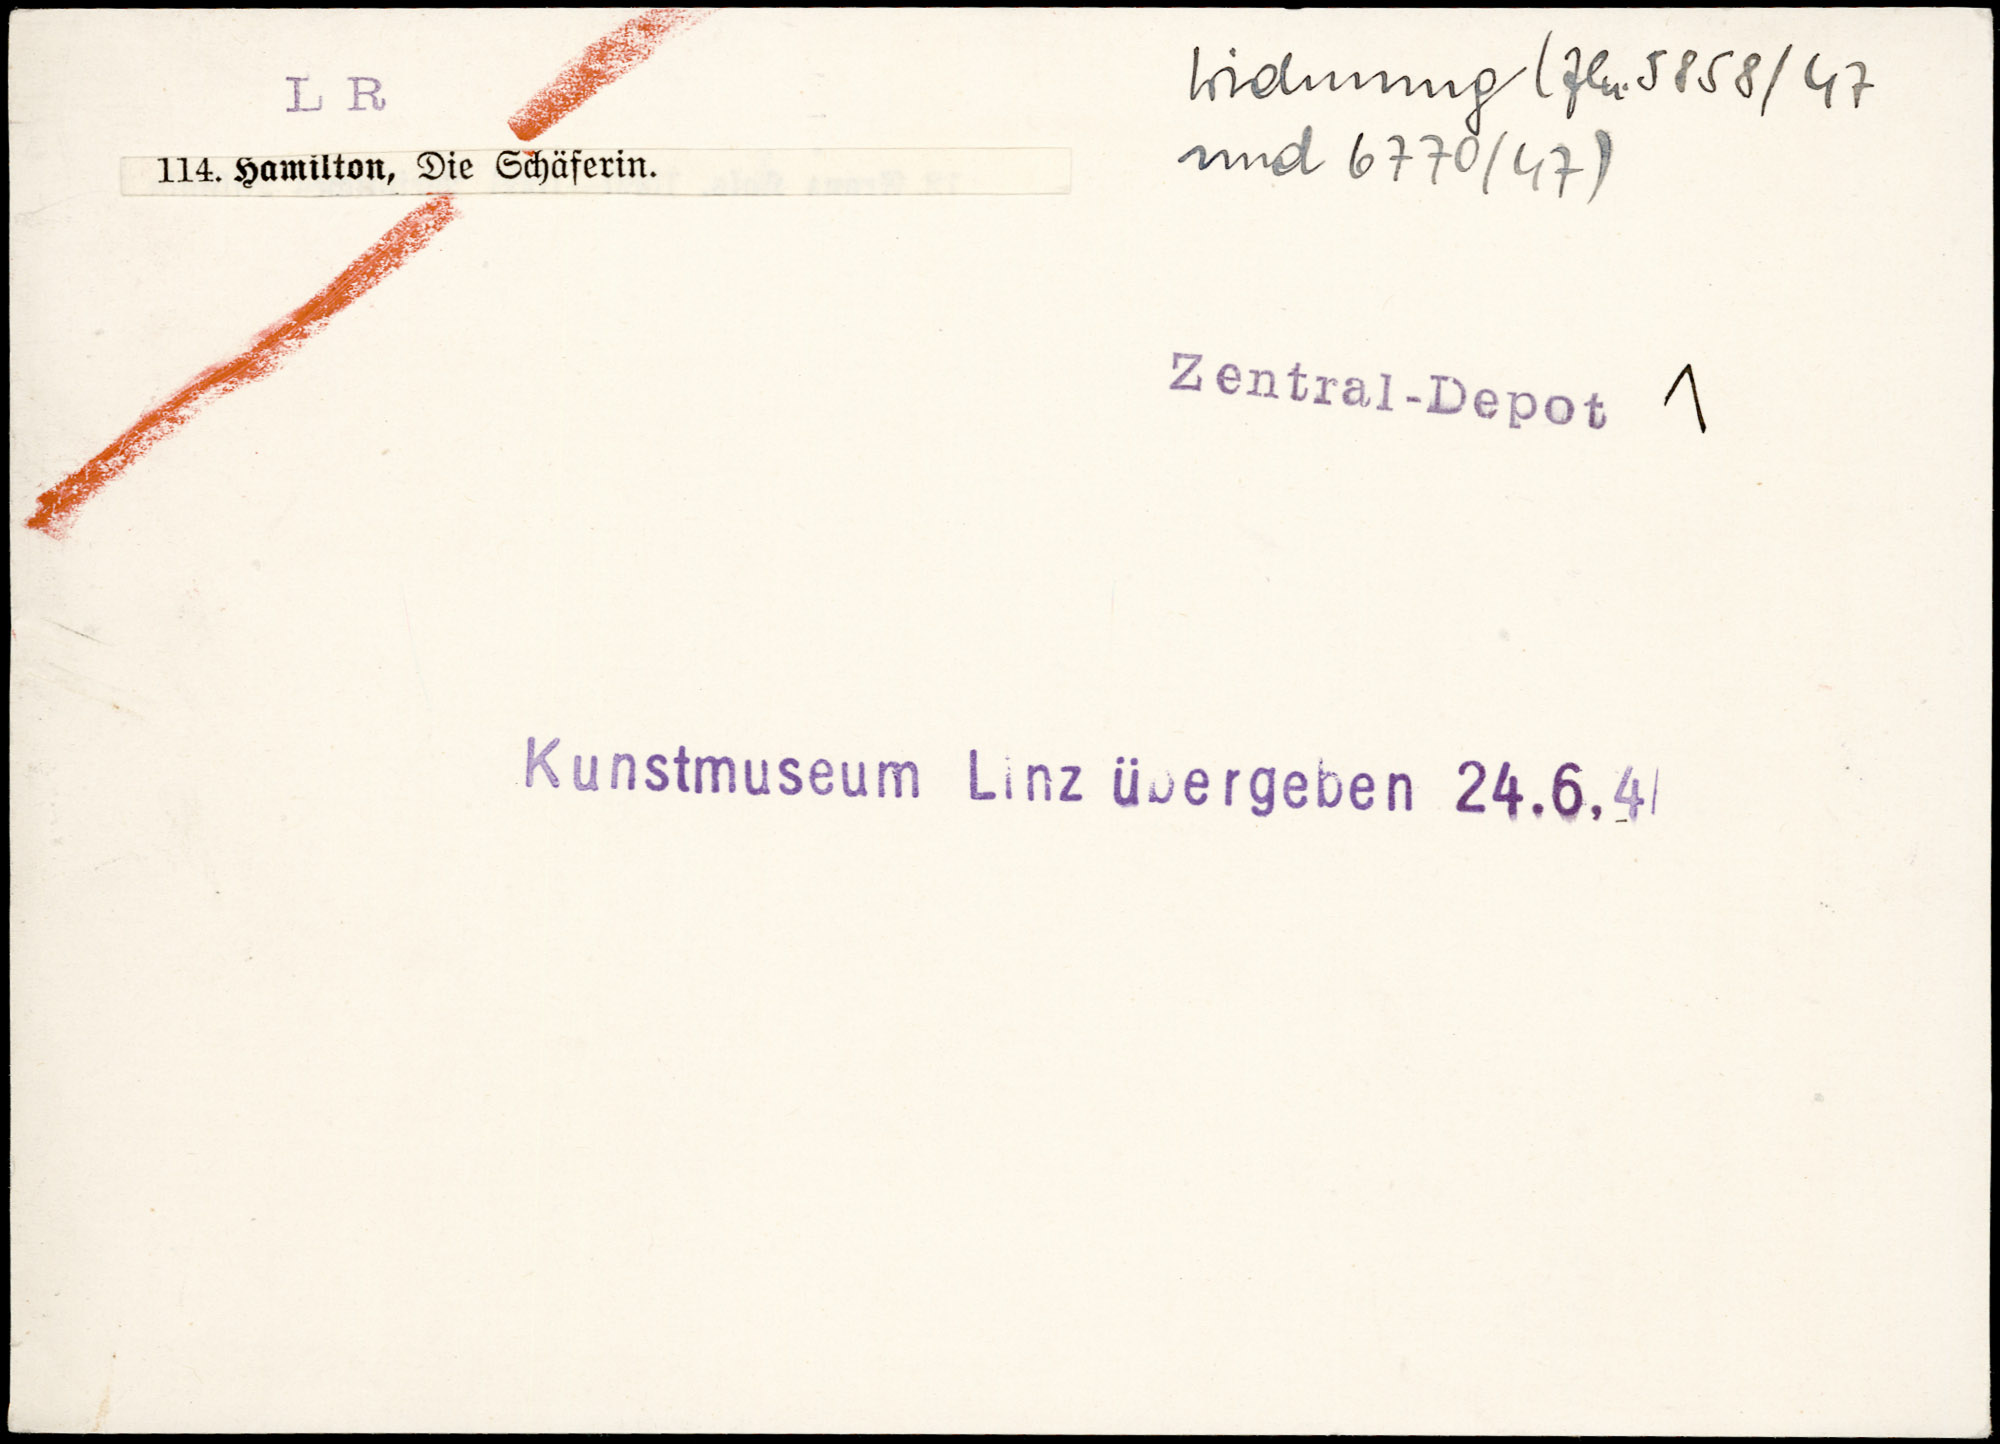 L R
Widmung (Zln. 5858/47
und 6770/47)
114. Hamilton, Die Schäferin.
Zentral-Depot 1
Kunstmuseum Linz übergeben 24.6.41